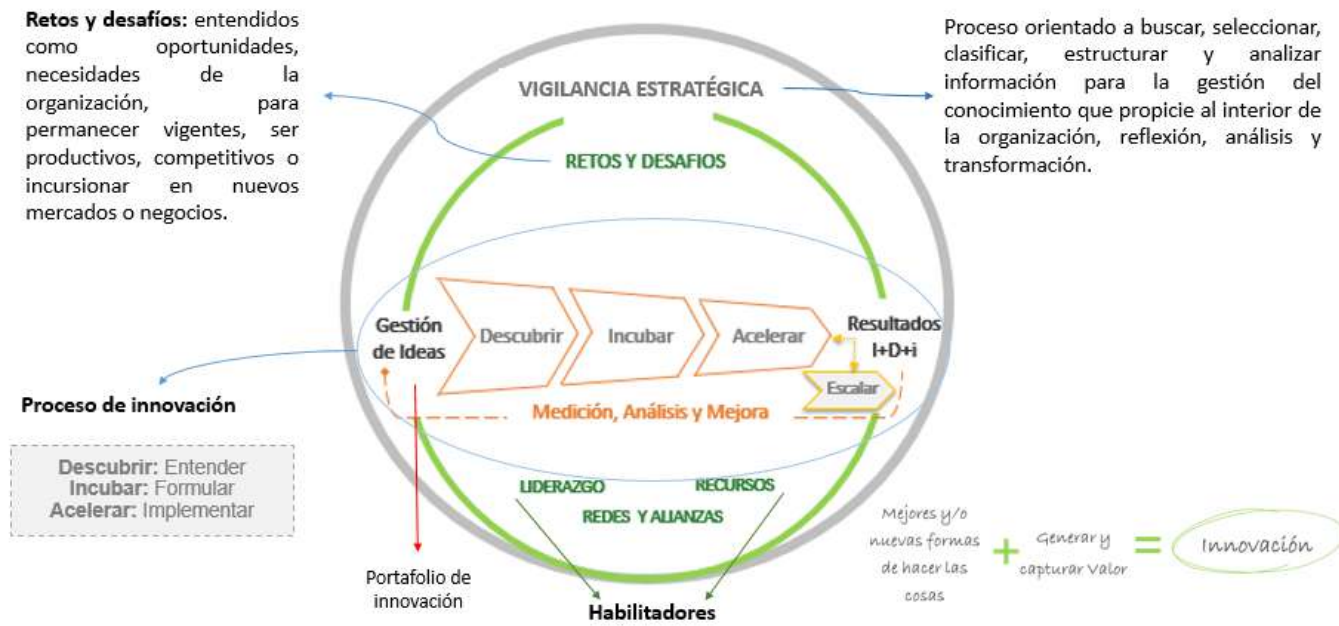 Retos y desafíos: entendidos
como oportunidades,
necesidades de la
organización, para
permanecer vigentes, ser
productivos, competitivos o
incursionar en nuevos
mercados o negocios.
VIGILANCIA ESTRATÉGICA
Proceso orientado a buscar, seleccionar,
clasificar, estructurar y analizar
información para la gestión del
conocimiento que propicie al interior de
la organización, reflexión, análisis y
transformación.
RETOS Y DESAFIOS
Gestión
de Ideas
Descubrir
Incubar
Acelerar
Resultados
I+D+i
Escalar
Medición, Análisis y Mejora
Proceso de innovación
Descubrir: Entender
Incubar: Formular
Acelerar: Implementar
LIDERAZGO
RECURSOS
REDES Y ALIANZAS
Portafolio de
innovación
Habilitadores
Mejores y/o
nuevas formas
de hacer las
cosas
+
Generar y
capturar Valor
=
Innovación